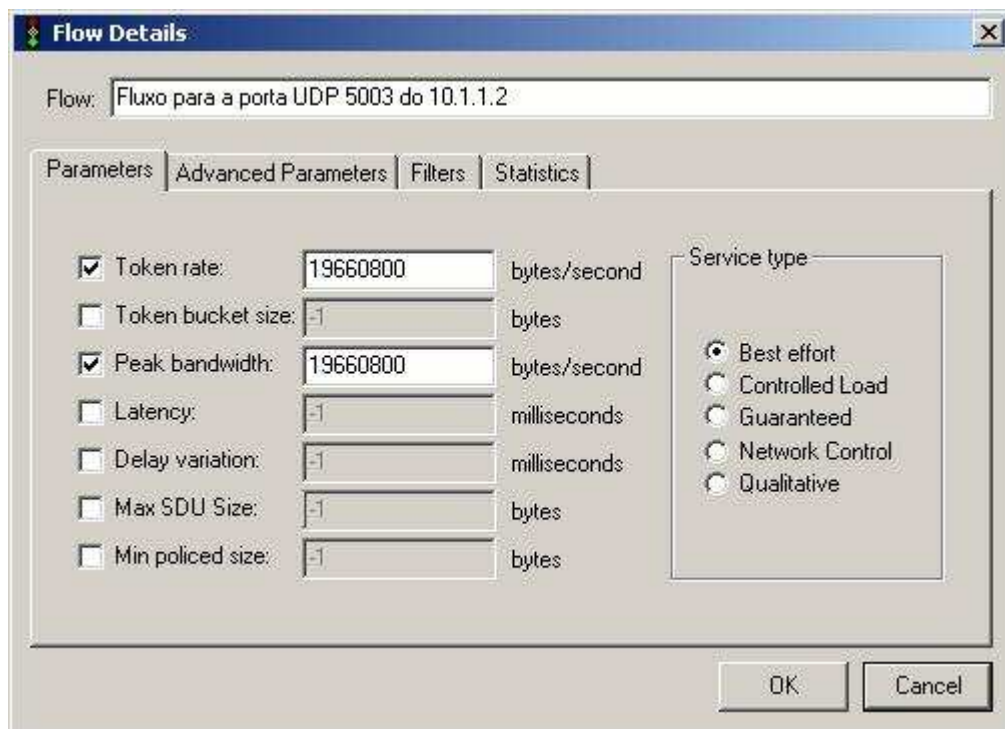 Flow Details
Flow: Fluxo para a porta UDP 5003 do 10.1.1.2
Parameters Advanced Parameters Filters Statistics
Token rate: 19660800 bytes/second
Token bucket size: -1 bytes
Peak bandwidth: 19660800 bytes/second
Latency: -1 milliseconds
Delay variation: -1 milliseconds
Max SDU Size: -1 bytes
Min policed size: -1 bytes
Service type
Best effort
Controlled Load
Guaranteed
Network Control
Qualitative
OK Cancel